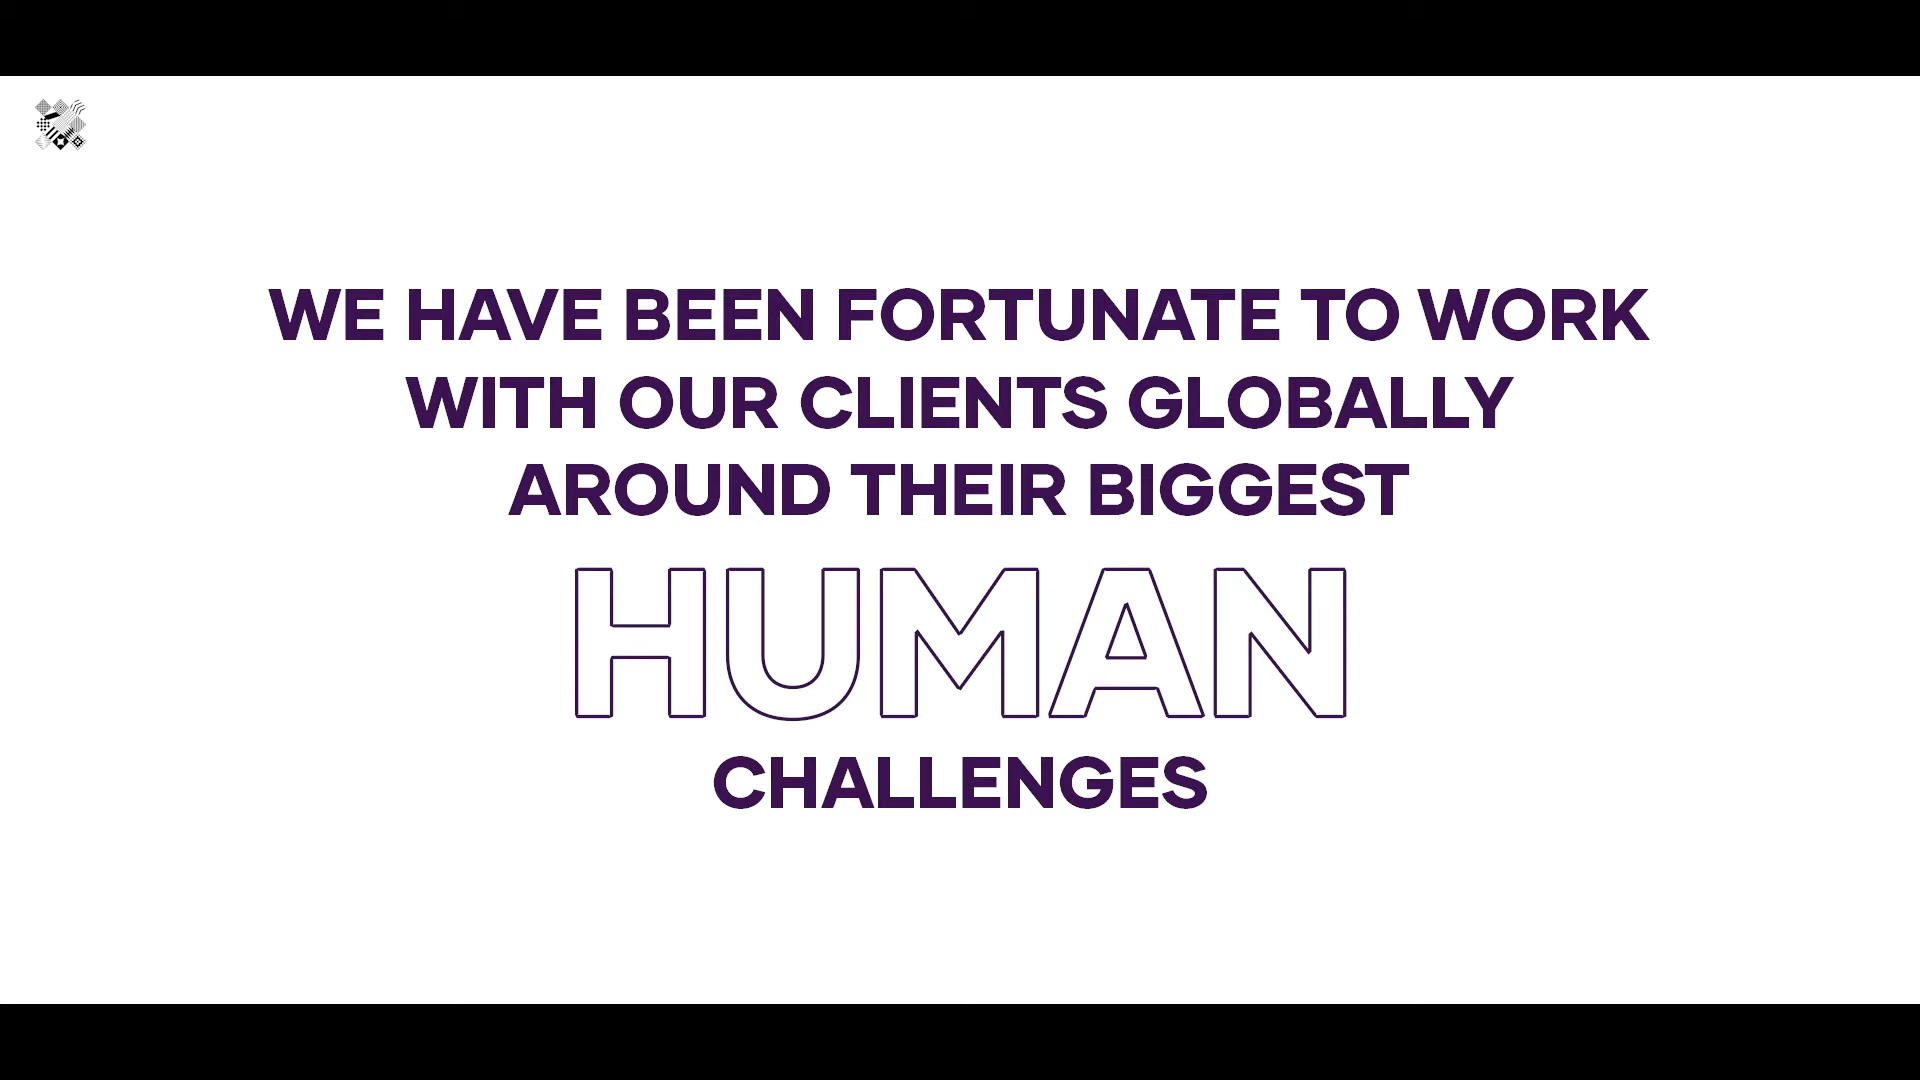 WE HAVE BEEN FORTUNATE TO WORK
WITH OUR CLIENTS GLOBALLY
AROUND THEIR BIGGEST
HUMAN
CHALLENGES